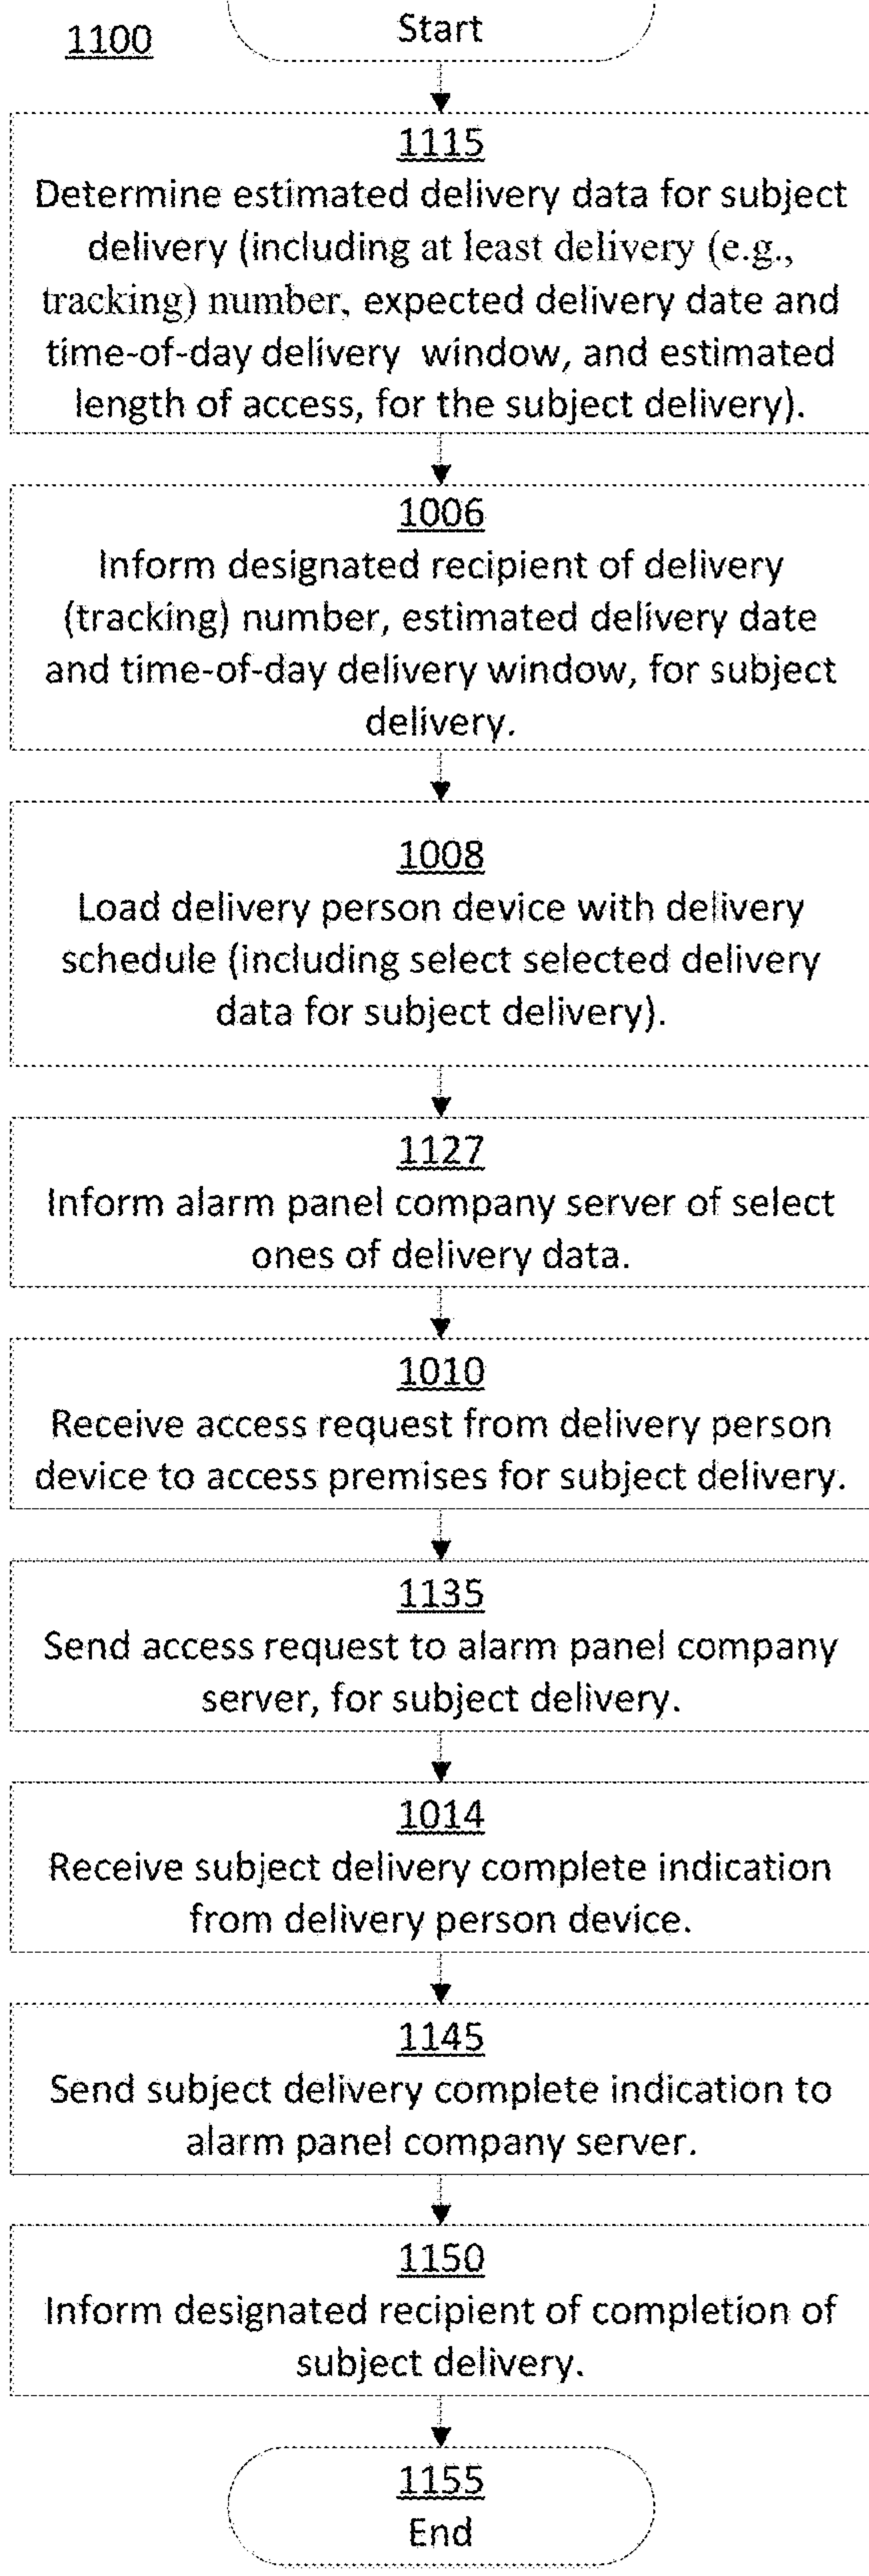 1100
Start
1115
Determine estimated delivery data for subject
delivery (including at least delivery (e.g.,
tracking) number, expected delivery date and
time-of-day delivery window, and estimated
length of access, for the subject delivery).
1006
Inform designated recipient of delivery
(tracking) number, estimated delivery date
and time-of-day delivery window, for subject
delivery.
1008
Load delivery person device with delivery
schedule (including select selected delivery
data for subject delivery).
1127
Inform alarm panel company server of select
ones of delivery data.
1010
Receive access request from delivery person
device to access premises for subject delivery.
1135
Send access request to alarm panel company
server, for subject delivery.
1014
Receive subject delivery complete indication
from delivery person device.
1145
Send subject delivery complete indication to
alarm panel company server.
1150
Inform designated recipient of completion of
subject delivery.
1155
End